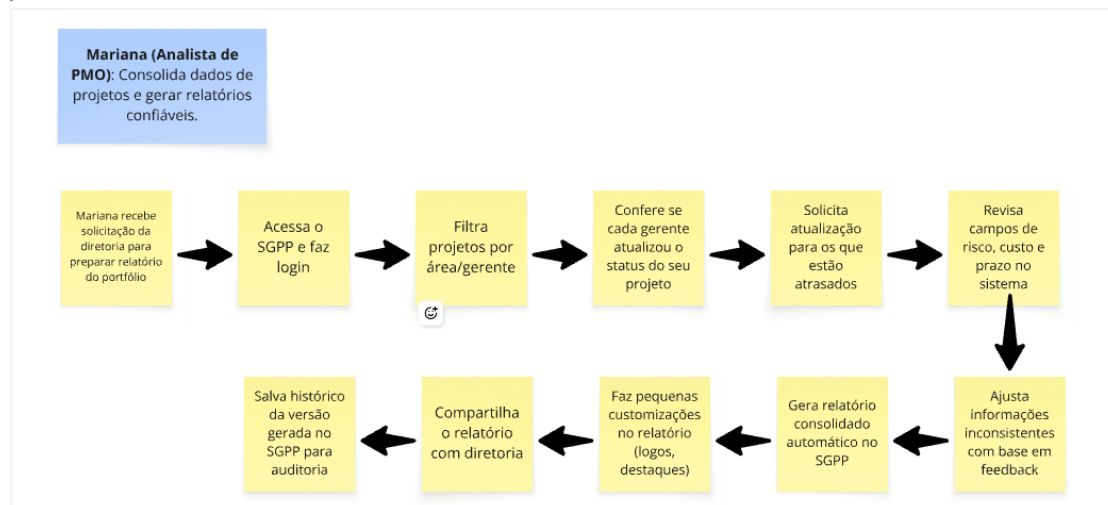 Mariana (Analista de
PMO): Consolida dados de
projetos e gerar relatórios
confiáveis.
Mariana recebe
solicitação da
diretoria para
preparar relatório
do portfólio
Acessa o
SGPP e faz
login
Filtra
projetos por
área/gerente
Confere se
cada gerente
atualizou o
status do seu
projeto
Solicita
atualização
para os que
estão
atrasados
Revisa
campos de
risco, custo e
prazo no
sistema
Ajusta
informações
inconsistentes
com base em
feedback
Gera relatório
consolidado
automático no
SGPP
Faz pequenas
customizações
no relatório
(logos,
destaques)
Compartilha
o relatório
com diretoria
Salva histórico
da versão
gerada no
SGPP para
auditoria